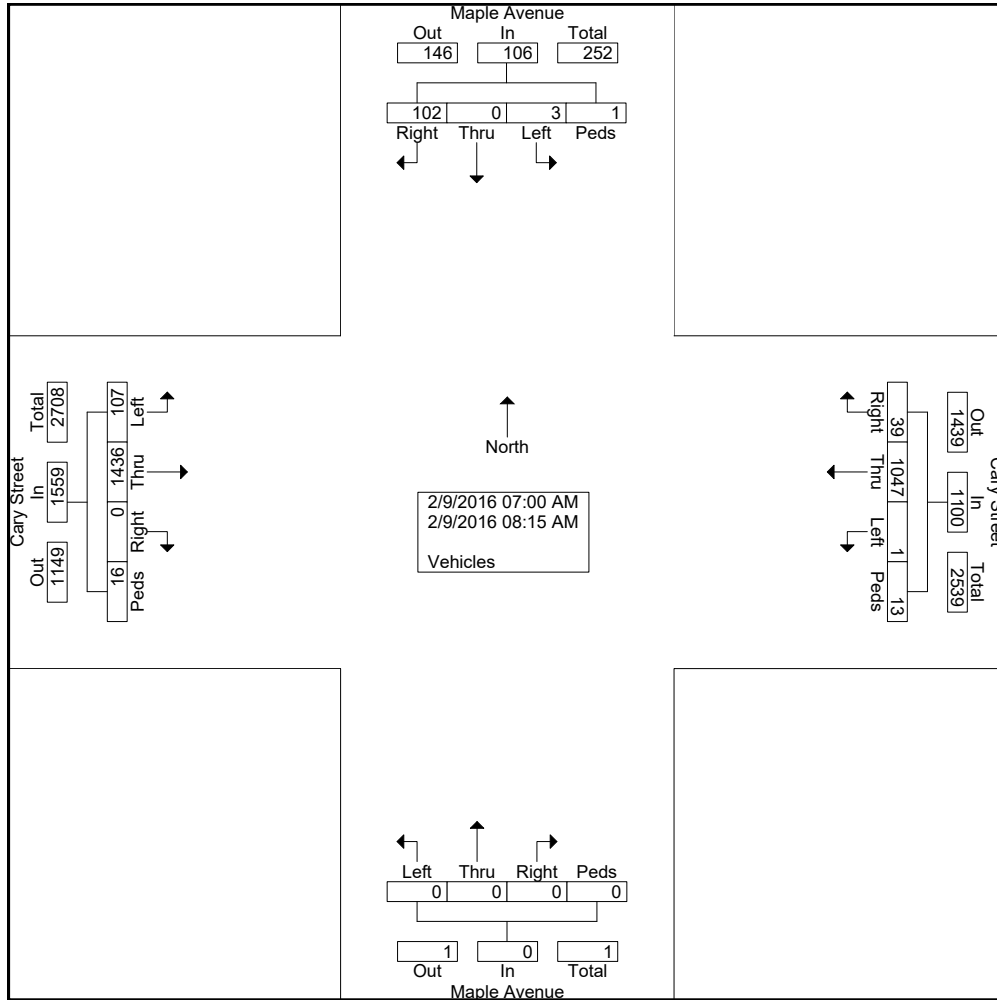 Maple Avenue
Out In Total
146 106 252
102 0 3 1
Right Thru Left Peds
Cary Street
Total In Out
2708 1559 1149
107 1436 0 16
Left Thru Right Peds
North
2/9/2016 07:00 AM
2/9/2016 08:15 AM
Vehicles
Right Thru Left Peds
39 1047 1 13
Out In Total
1439 1100 2539
Cary Street
Left Thru Right Peds
0 0 0 0
1 0 1
Out In Total
Maple Avenue